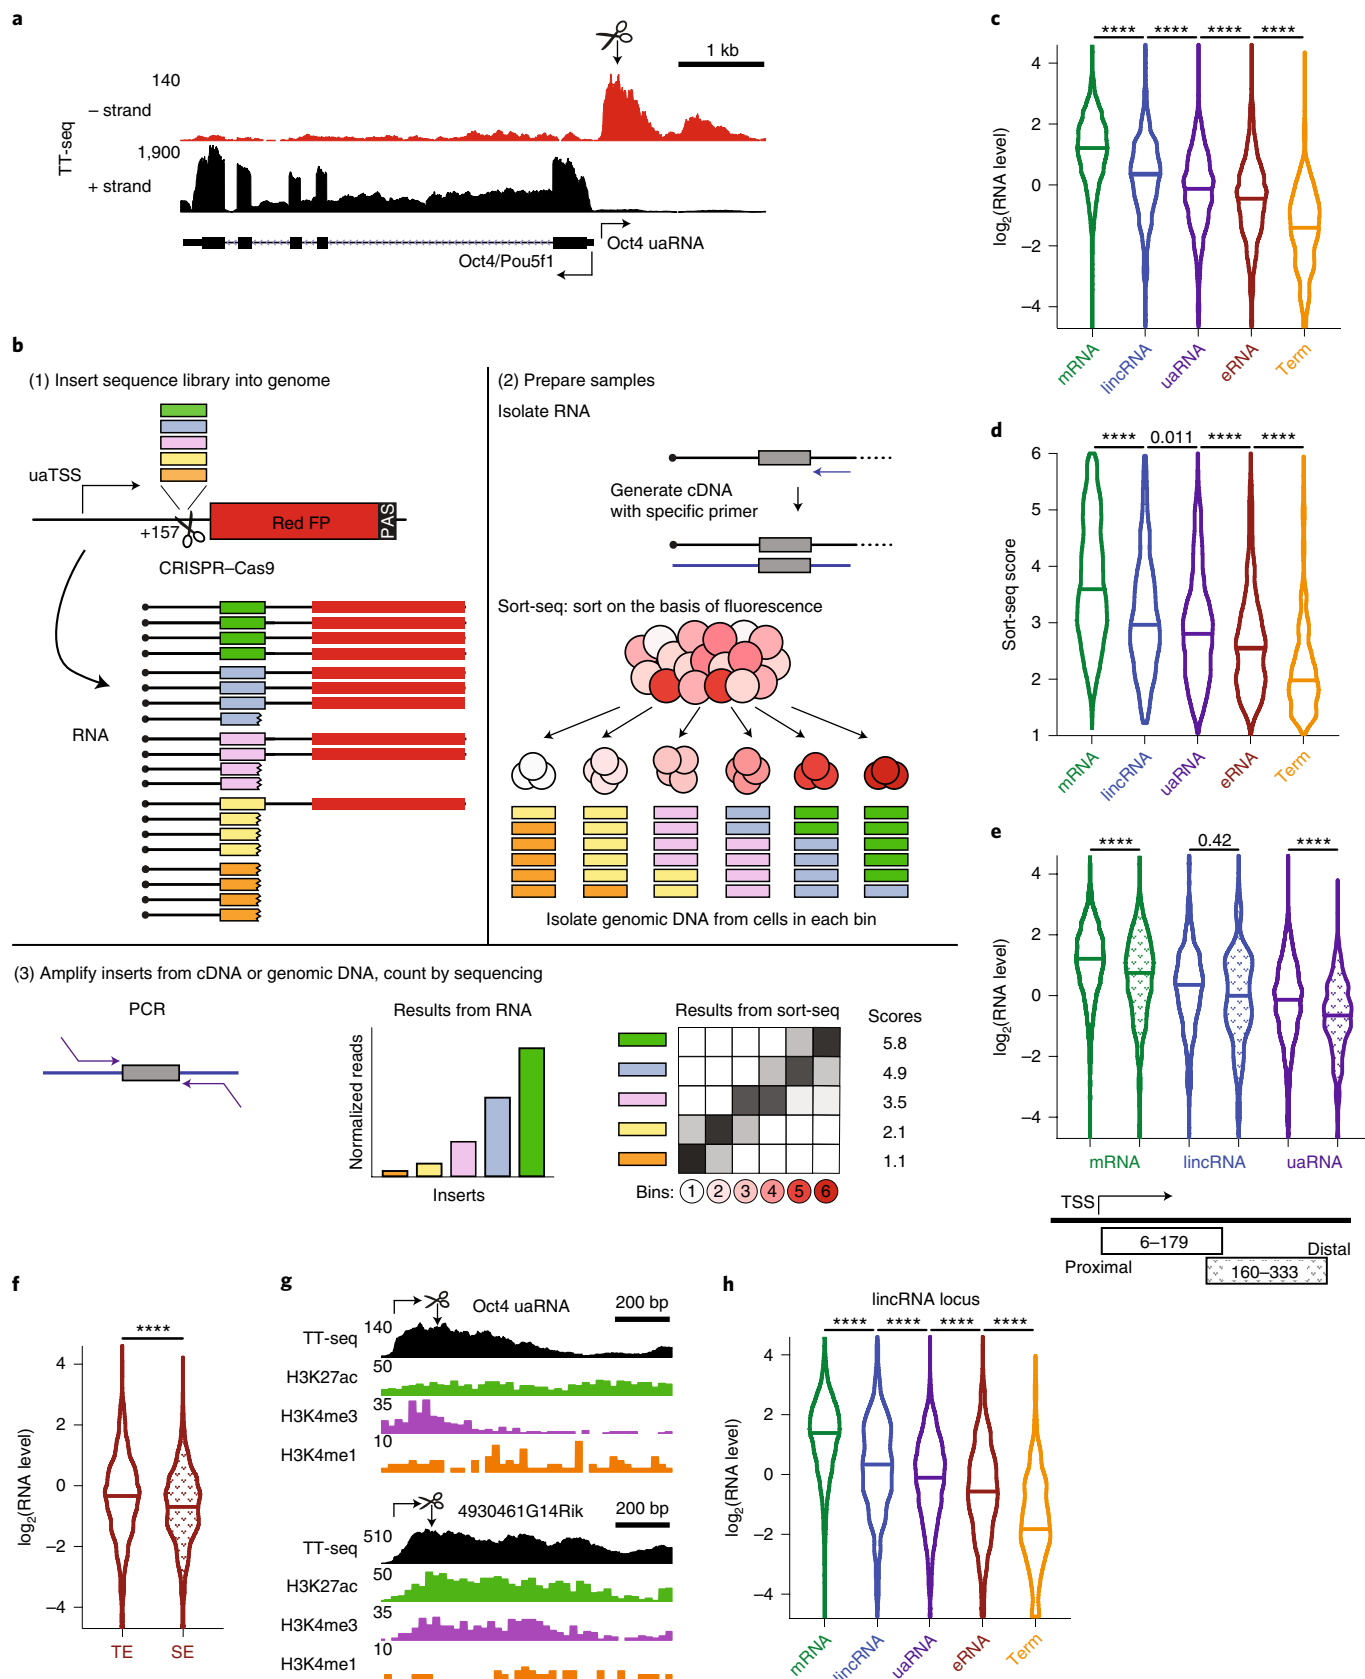 a
1 kb
140
– strand
TT-seq
1,900
+ strand
Oct4 uaRNA
Oct4/Pou5f1
b
(1) Insert sequence library into genome
uaTSS
+157
Red FP
PAS
CRISPR–Cas9
RNA
(2) Prepare samples
Isolate RNA
Generate cDNA
with specific primer
Sort-seq: sort on the basis of fluorescence
Isolate genomic DNA from cells in each bin
(3) Amplify inserts from cDNA or genomic DNA, count by sequencing
PCR
Results from RNA
Normalized reads
Inserts
Results from sort-seq
Scores
5.8
4.9
3.5
2.1
1.1
Bins: 1 2 3 4 5 6
c
**** **** **** ****
log2(RNA level)
4
2
0
–2
–4
mRNA lincRNA uaRNA eRNA Term
d
**** 0.011 **** ****
Sort-seq score
6
5
4
3
2
1
mRNA lincRNA uaRNA eRNA Term
e
**** 0.42 ****
log2(RNA level)
4
2
0
–2
–4
mRNA lincRNA uaRNA
TSS
6–179
Proximal
Distal
160–333
f
****
log2(RNA level)
4
2
0
–2
–4
TE SE
g
Oct4 uaRNA
200 bp
TT-seq
140
H3K27ac
50
H3K4me3
35
H3K4me1
10
4930461G14Rik
200 bp
TT-seq
510
H3K27ac
50
H3K4me3
35
H3K4me1
10
h
lincRNA locus
**** **** **** ****
log2(RNA level)
4
2
0
–2
–4
mRNA lincRNA uaRNA eRNA Term